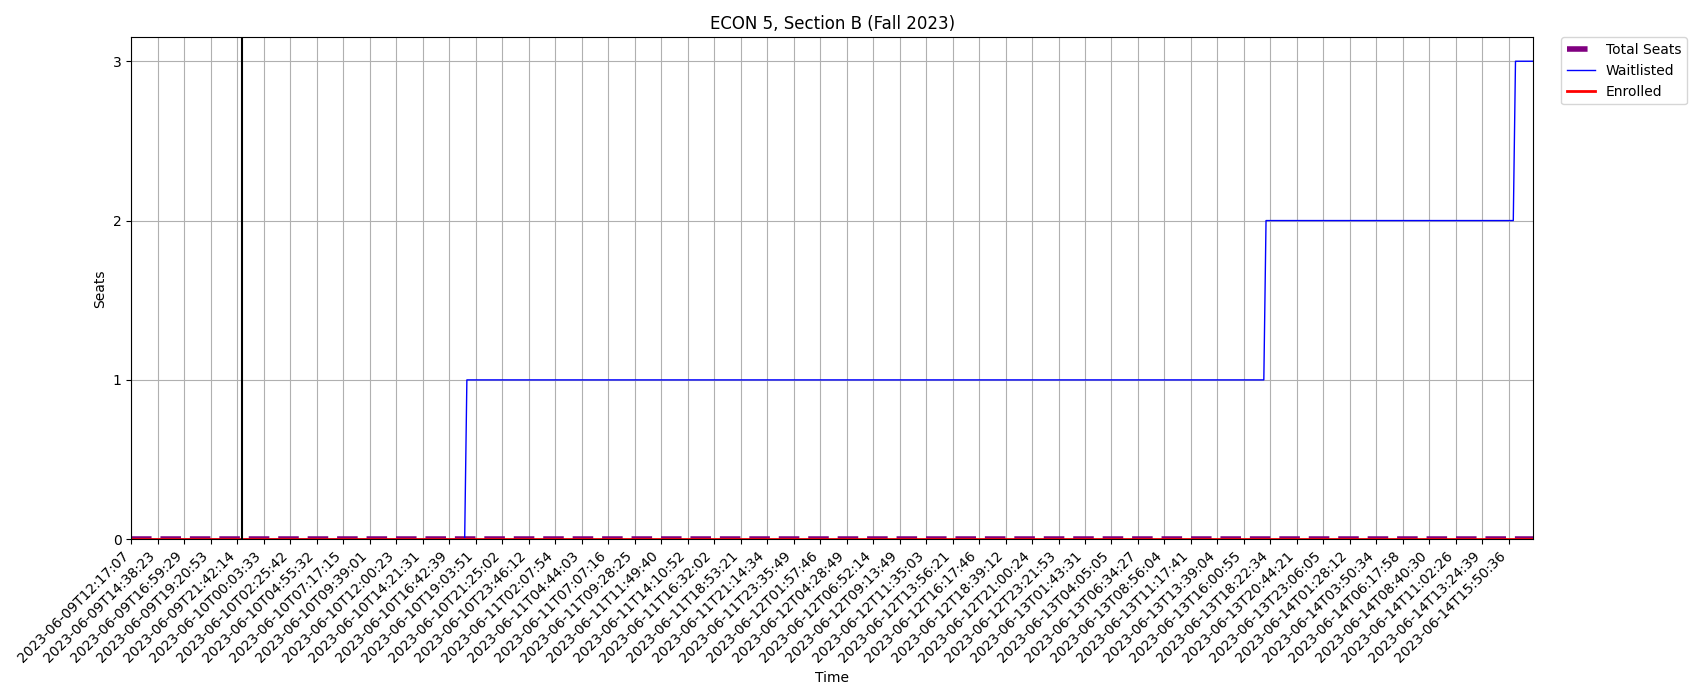 ECON 5, Section B (Fall 2023)
Total Seats
Waitlisted
Enrolled
Seats
3
2
1
0
2023-06-09T12:17:07
2023-06-09T14:38:23
2023-06-09T16:59:29
2023-06-09T19:20:53
2023-06-09T21:42:14
2023-06-10T00:03:33
2023-06-10T02:25:42
2023-06-10T04:55:32
2023-06-10T07:17:15
2023-06-10T09:39:01
2023-06-10T12:00:23
2023-06-10T14:21:31
2023-06-10T16:42:39
2023-06-10T19:03:51
2023-06-10T21:25:02
2023-06-10T23:46:12
2023-06-11T02:07:54
2023-06-11T04:44:03
2023-06-11T07:07:16
2023-06-11T09:28:25
2023-06-11T11:49:40
2023-06-11T14:10:52
2023-06-11T16:32:02
2023-06-11T18:53:21
2023-06-11T21:14:34
2023-06-11T23:35:49
2023-06-12T01:57:46
2023-06-12T04:28:49
2023-06-12T06:52:14
2023-06-12T09:13:49
2023-06-12T11:35:03
2023-06-12T13:56:21
2023-06-12T16:17:46
2023-06-12T18:39:12
2023-06-12T21:00:24
2023-06-12T23:21:53
2023-06-13T01:43:31
2023-06-13T04:05:05
2023-06-13T06:34:27
2023-06-13T08:56:04
2023-06-13T11:17:41
2023-06-13T13:39:04
2023-06-13T16:00:55
2023-06-13T18:22:34
2023-06-13T20:44:21
2023-06-13T23:06:05
2023-06-14T01:28:12
2023-06-14T03:50:34
2023-06-14T06:17:58
2023-06-14T08:40:30
2023-06-14T11:02:26
2023-06-14T13:24:39
2023-06-14T15:50:36
Time